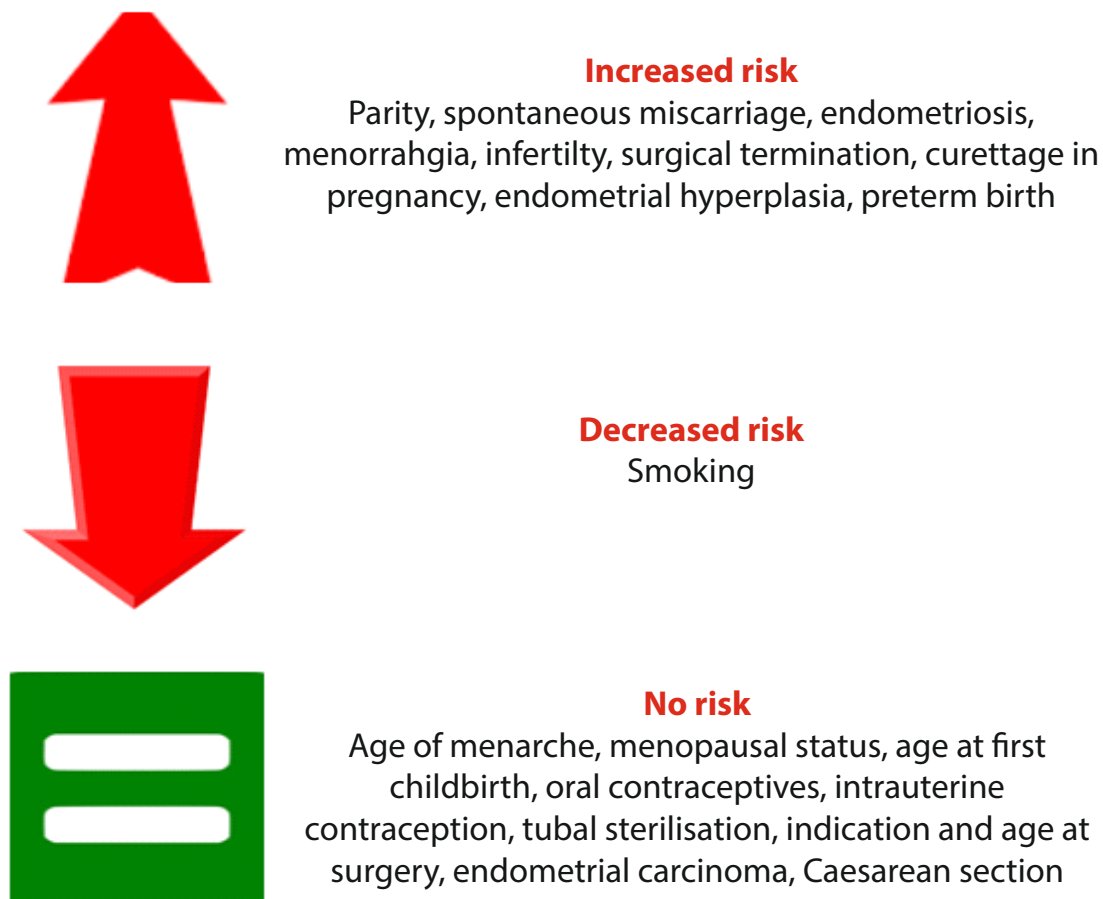 Increased risk
Parity, spontaneous miscarriage, endometriosis,
menorrahgia, infertilty, surgical termination, curettage in
pregnancy, endometrial hyperplasia, preterm birth
Decreased risk
Smoking
No risk
Age of menarche, menopausal status, age at first
childbirth, oral contraceptives, intrauterine
contraception, tubal sterilisation, indication and age at
surgery, endometrial carcinoma, Caesarean section